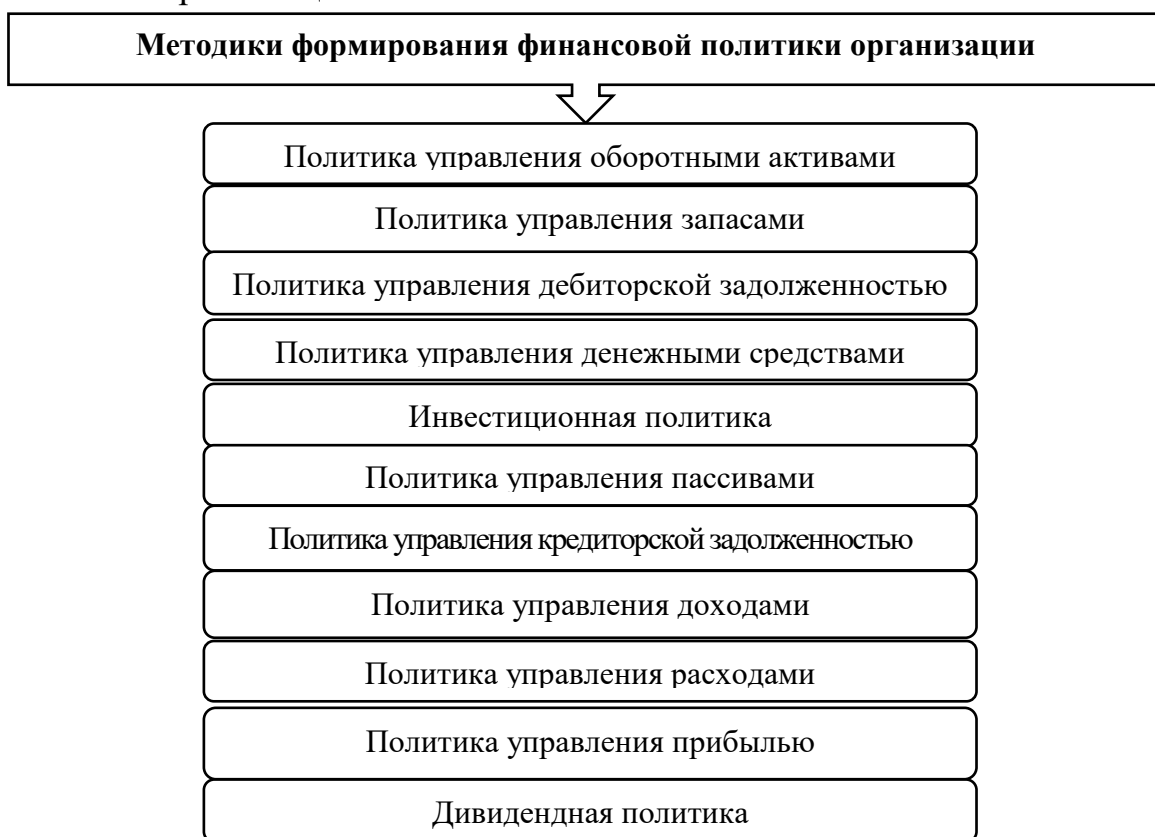 Методики формирования финансовой политики организации
Политика управления оборотными активами
Политика управления запасами
Политика управления дебиторской задолженностью
Политика управления денежными средствами
Инвестиционная политика
Политика управления пассивами
Политика управления кредиторской задолженностью
Политика управления доходами
Политика управления расходами
Политика управления прибылью
Дивидендная политика